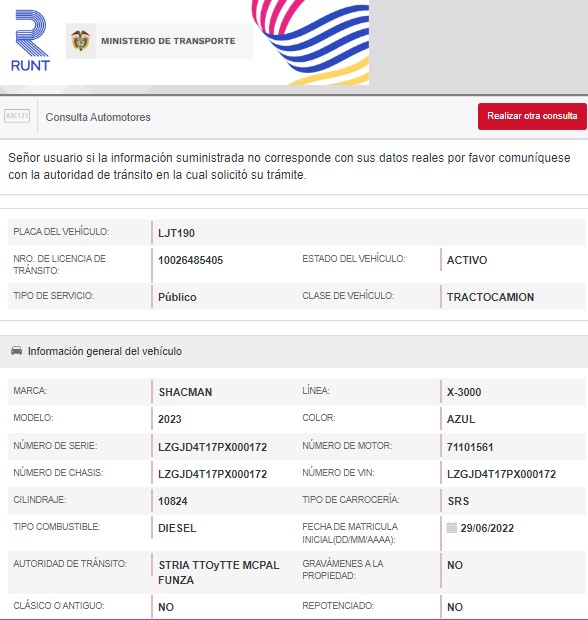 RUNT
MINISTERIO DE TRANSPORTE
ABC123
Consulta Automotores
Realizar otra consulta
Señor usuario si la información suministrada no corresponde con sus datos reales por favor comuníquese
con la autoridad de tránsito en la cual solicitó su trámite.
PLACA DEL VEHÍCULO: LJT190
NRO. DE LICENCIA DE
TRÁNSITO: 10026485405 ESTADO DEL VEHÍCULO: ACTIVO
TIPO DE SERVICIO: Público CLASE DE VEHÍCULO: TRACTOCAMION
Información general del vehículo
MARCA: SHACMAN LÍNEA: X-3000
MODELO: 2023 COLOR: AZUL
NÚMERO DE SERIE: LZGJD4T17PX000172 NÚMERO DE MOTOR: 71101561
NÚMERO DE CHASIS: LZGJD4T17PX000172 NÚMERO DE VIN: LZGJD4T17PX000172
CILINDRAJE: 10824 TIPO DE CARROCERÍA: SRS
TIPO COMBUSTIBLE: DIESEL FECHA DE MATRICULA
INICIAL(DD/MM/AAAA): 29/06/2022
AUTORIDAD DE TRÁNSITO: STRIA TTOyTTE MCPAL
FUNZA GRAVÁMENES A LA
PROPIEDAD: NO
CLÁSICO O ANTIGUO: NO REPOTENCIADO: NO